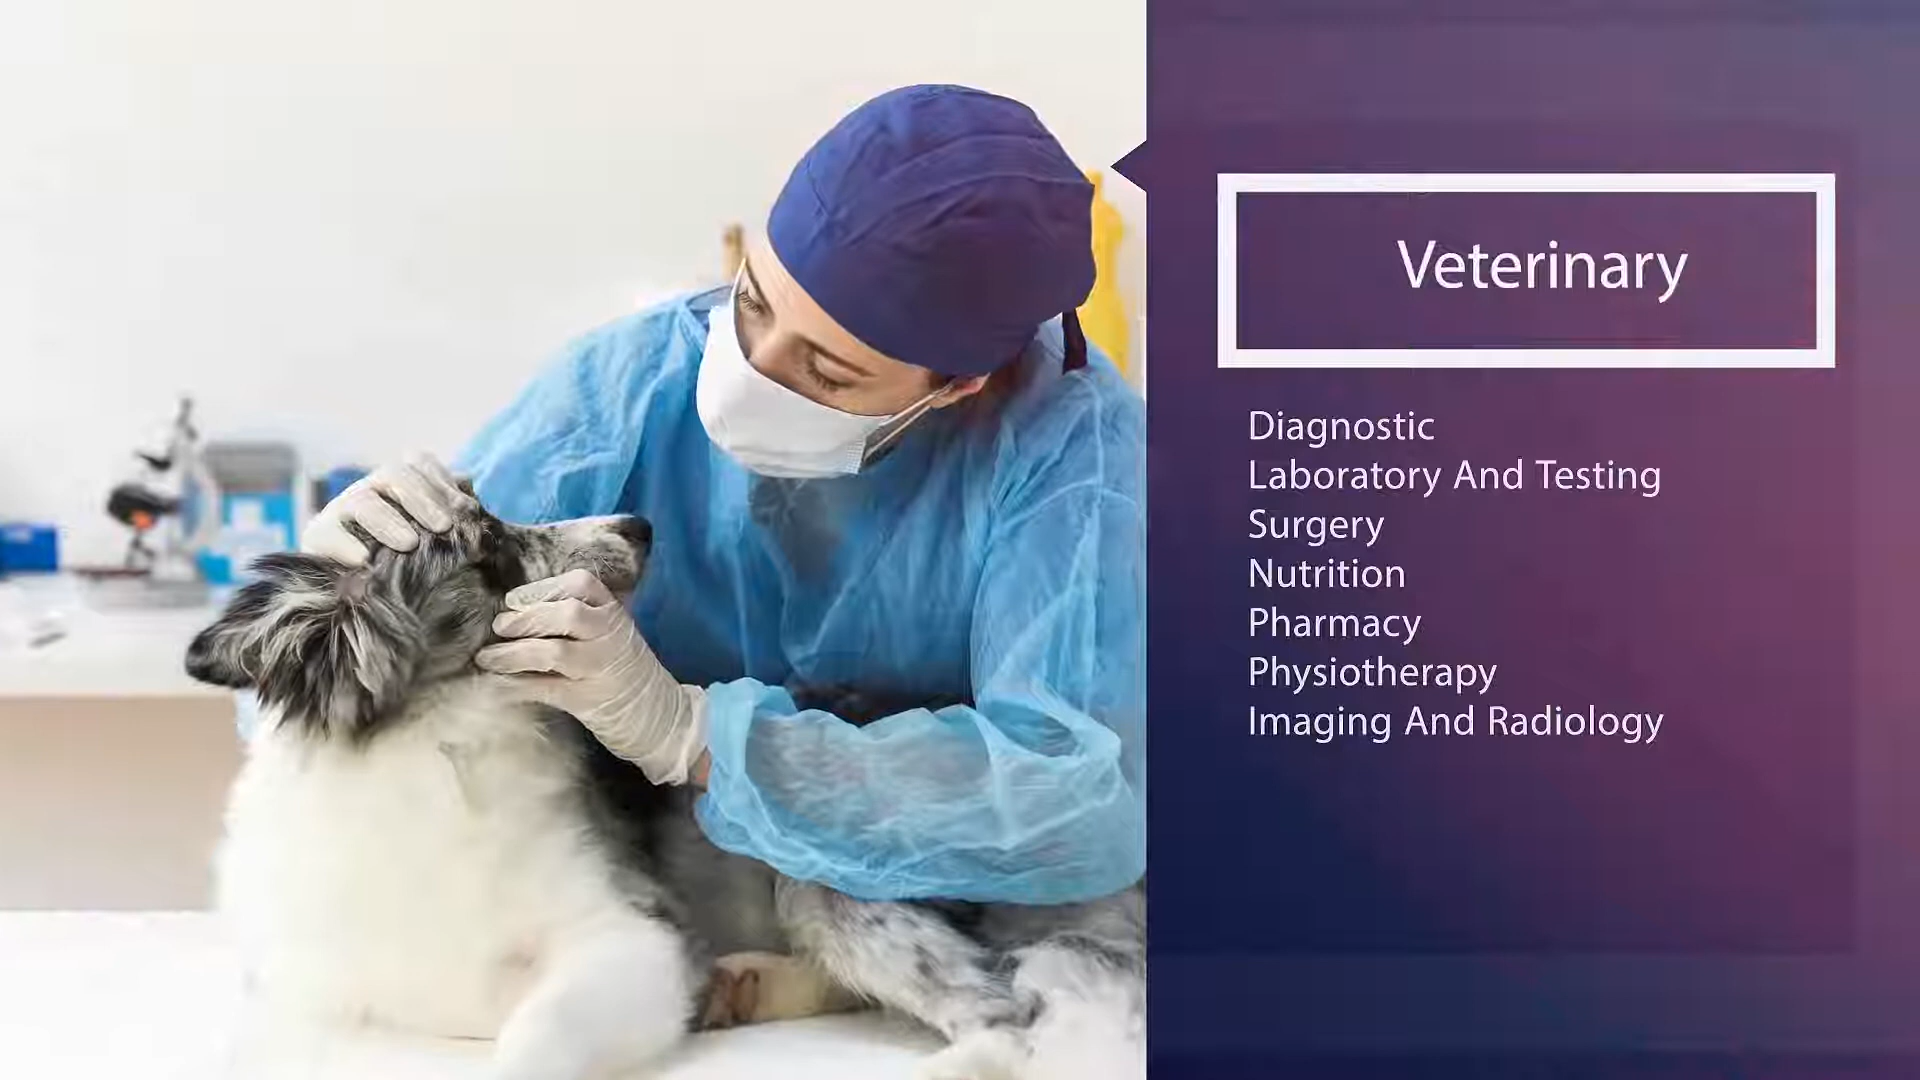 Veterinary
Diagnostic
Laboratory And Testing
Surgery
Nutrition
Pharmacy
Physiotherapy
Imaging And Radiology